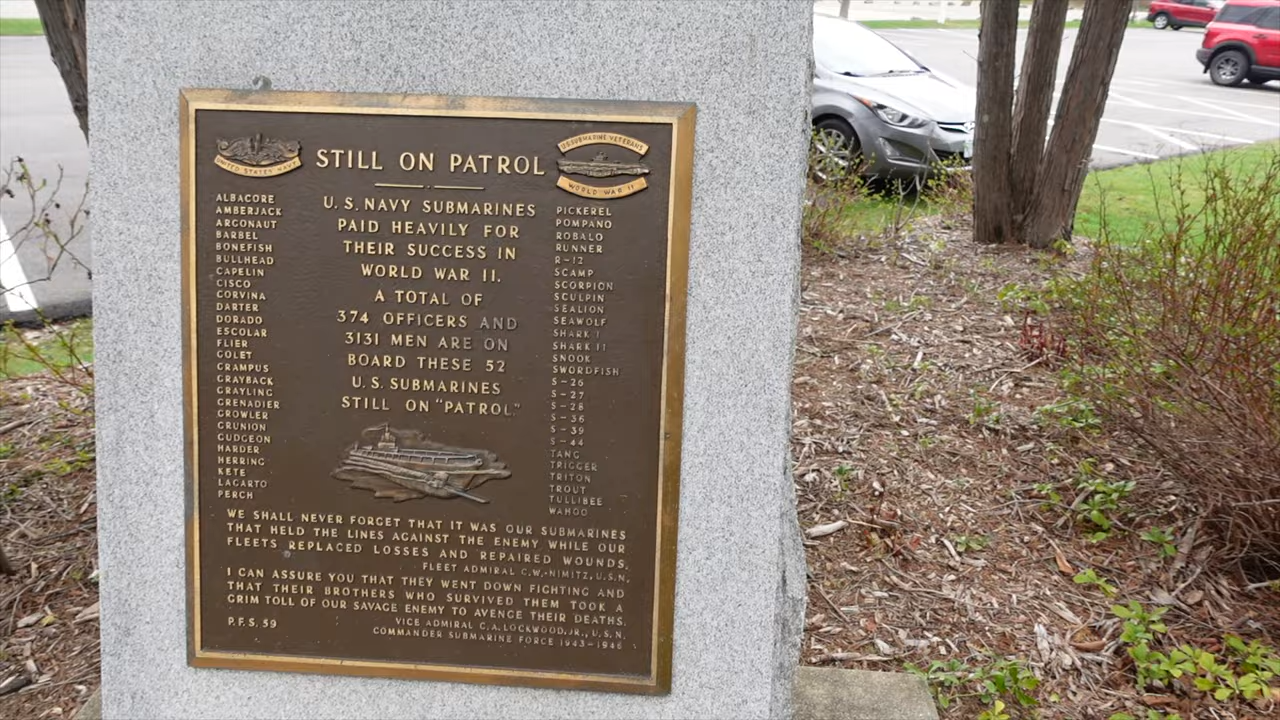 UNITED STATES NAVY
STILL ON PATROL
U.S. SUBMARINE VETERANS
WORLD WAR II
ALBACORE
AMBERJACK
ARGONAUT
BARBEL
BONEFISH
BULLHEAD
CAPELIN
CISCO
CORVINA
DARTER
DORADO
ESCOLAR
FLIER
GOLET
GRAMPUS
GRAYBACK
GRAYLING
GRENADIER
GROWLER
GRUNION
GUDGEON
HARDER
HERRING
KETE
LAGARTO
PERCH
U.S. NAVY SUBMARINES
PAID HEAVILY FOR
THEIR SUCCESS IN
WORLD WAR II.
A TOTAL OF
374 OFFICERS AND
3131 MEN ARE ON
BOARD THESE 52
U.S. SUBMARINES
STILL ON "PATROL."
PICKEREL
POMPANO
ROBALO
RUNNER
R-12
SCAMP
SCORPION
SCULPIN
SEALION
SEAWOLF
SHARK I
SHARK II
SNOOK
SWORDFISH
S-26
S-27
S-28
S-36
S-39
S-44
TANG
TRIGGER
TRITON
TROUT
TULLIBEE
WAHOO
WE SHALL NEVER FORGET THAT IT WAS OUR SUBMARINES
THAT HELD THE LINES AGAINST THE ENEMY WHILE OUR
FLEETS REPLACED LOSSES AND REPAIRED WOUNDS.
FLEET ADMIRAL C.W. NIMITZ, U.S.N.
I CAN ASSURE YOU THAT THEY WENT DOWN FIGHTING AND
THAT THEIR BROTHERS WHO SURVIVED THEM TOOK A
GRIM TOLL OF OUR SAVAGE ENEMY TO AVENGE THEIR DEATHS.
VICE ADMIRAL C.A. LOCKWOOD, JR., U.S.N.
COMMANDER SUBMARINE FORCE 1943-1946
P.F.S. 59